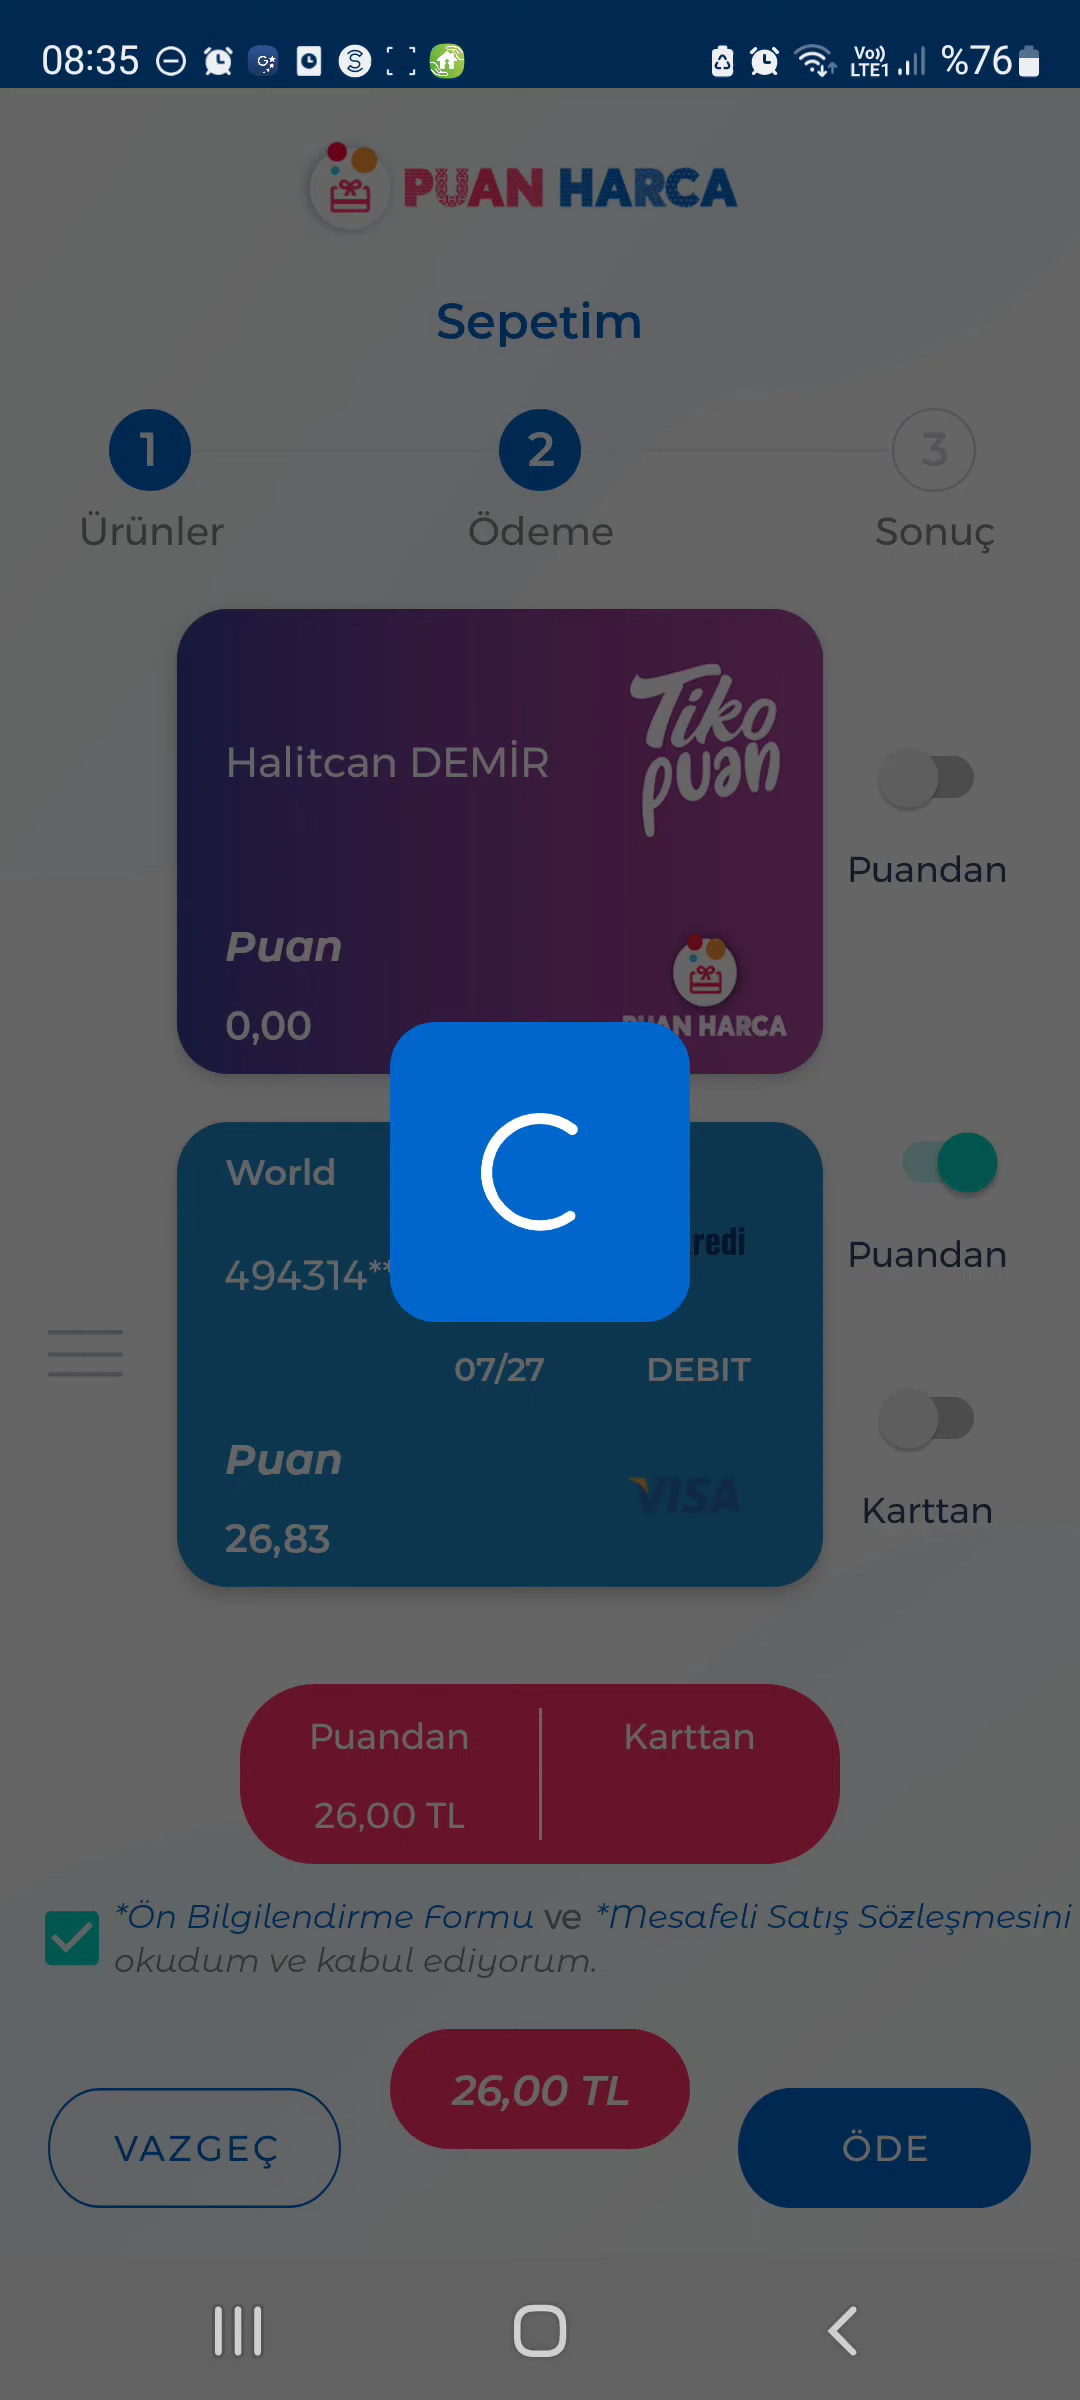 08:35
Vo)) LTE1 %76
PUAN HARCA
Sepetim
1 2 3
Ürünler Ödeme Sonuç
Tiko
puan
Halitcan DEMİR
Puandan
Puan
0,00
HARCA
World
Puandan
494314**
07/27 DEBIT
Puan
VISA
Karttan
26,83
Puandan Karttan
26,00 TL
*Ön Bilgilendirme Formu ve *Mesafeli Satış Sözleşmesini
okudum ve kabul ediyorum.
26,00 TL
VAZGEÇ ÖDE